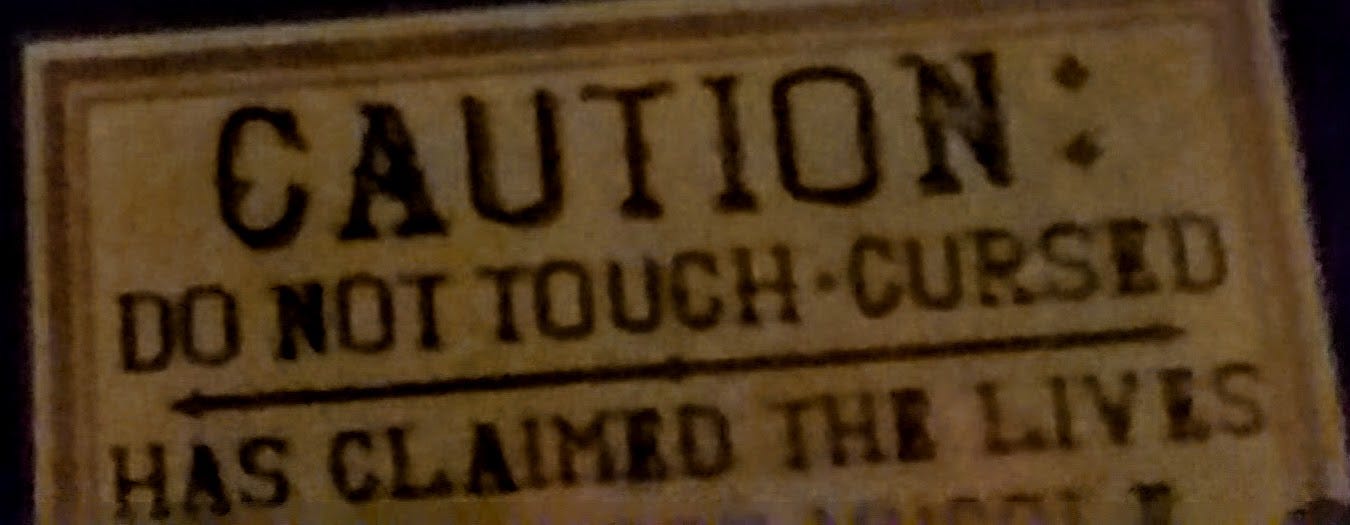 CAUTION:
DO NOT TOUCH · CURSED
HAS CLAIMED THE LIVES